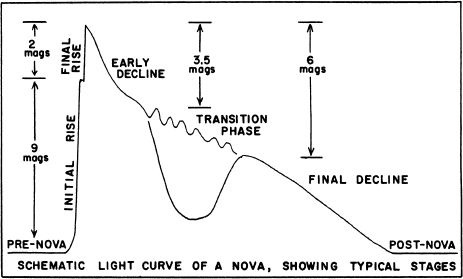 2
mags
FINAL RISE
9
mags
INITIAL RISE
EARLY
DECLINE
3.5
mags
TRANSITION
PHASE
6
mags
FINAL DECLINE
PRE-NOVA
POST-NOVA
SCHEMATIC LIGHT CURVE OF A NOVA, SHOWING TYPICAL STAGES